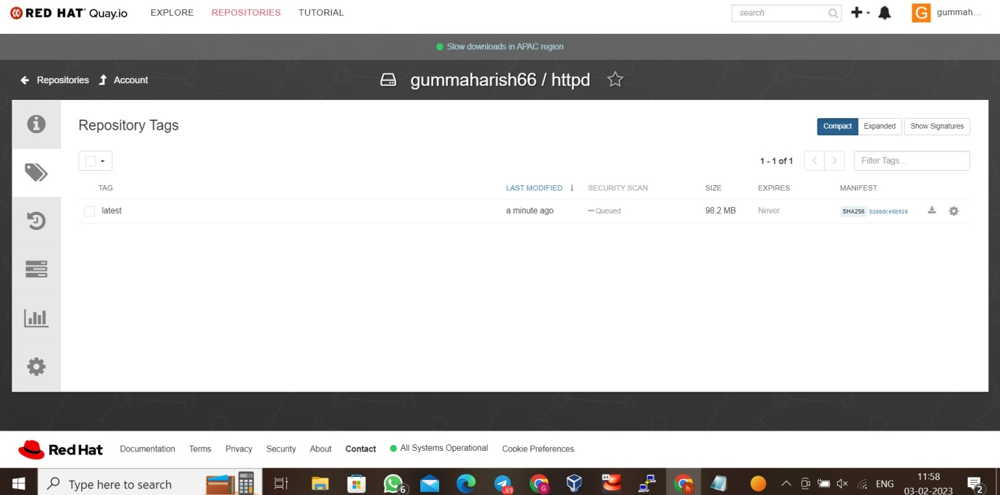 RED HAT Quay.io EXPLORE REPOSITORIES TUTORIAL search gummah...
Slow downloads in APAC region
Repositories Account gummaharish66 / httpd
Repository Tags Compact Expanded Show Signatures
1 - 1 of 1 Filter Tags...
TAG LAST MODIFIED SECURITY SCAN SIZE EXPIRES MANIFEST
latest a minute ago Queued 98.2 MB Never SHA256 b26bdce5b928
Red Hat Documentation Terms Privacy Security About Contact All Systems Operational Cookie Preferences
Type here to search 6 .69 G 64 h ENG 11:58
03-02-2023 2